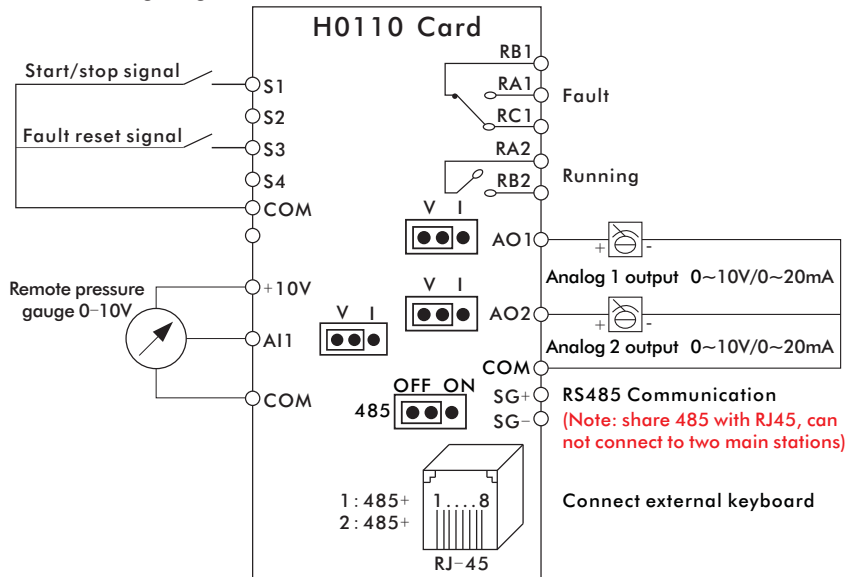 H0110 Card
Start/stop signal
S1
S2
Fault reset signal
S3
S4
COM
Remote pressure
gauge 0-10V
+10V
AI1
COM
V I
RB1
RA1
RC1
Fault
RA2
RB2
Running
V I
AO1
+ -
Analog 1 output 0~10V/0~20mA
V I
AO2
+ -
Analog 2 output 0~10V/0~20mA
COM
OFF ON
485
SG+
SG-
RS485 Communication
(Note: share 485 with RJ45, can
not connect to two main stations)
1:485+
2:485+
1....8
RJ-45
Connect external keyboard